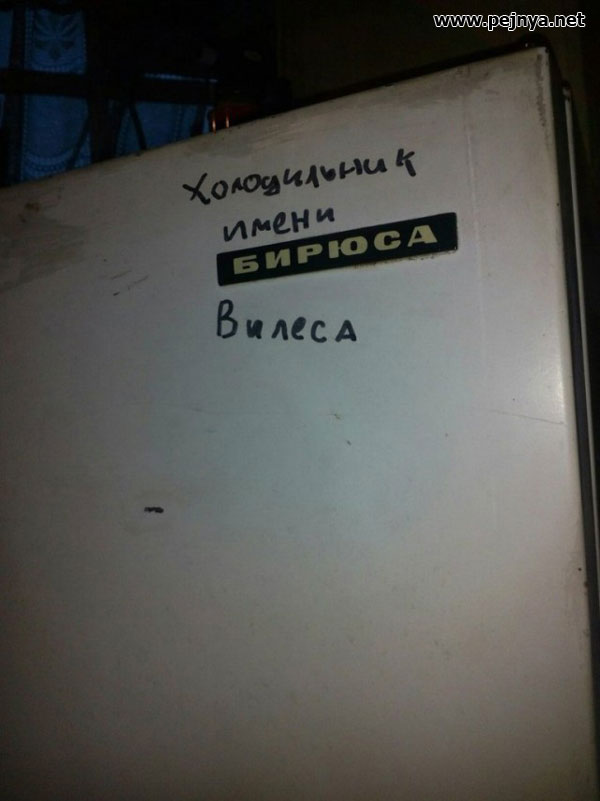 www.pejnya.net
Холодильник
имени
БИРЮСА
Вилеса